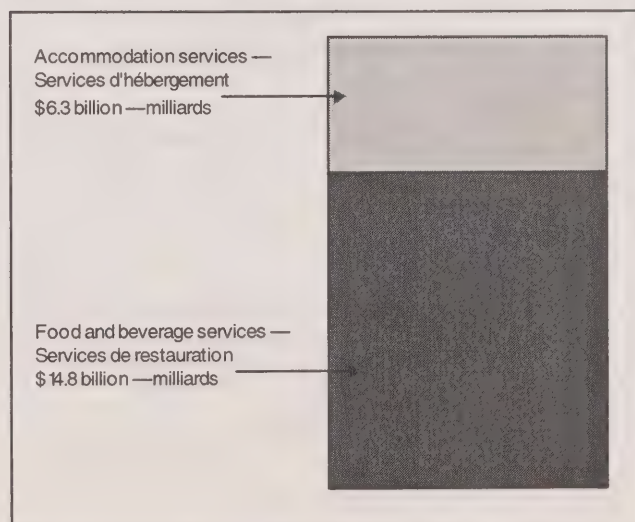 Accommodation services —
Services d'hébergement
$6.3 billion —milliards
Food and beverage services —
Services de restauration
$14.8 billion —milliards